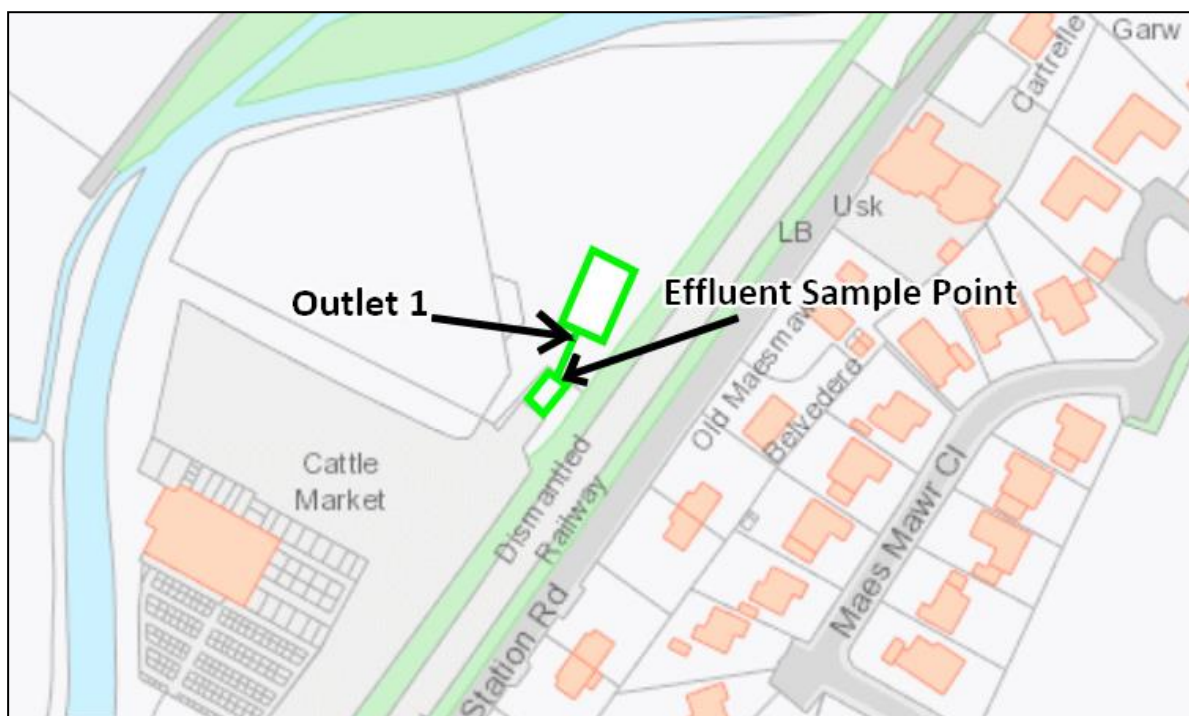 Garw
Cartrefle
Usk
LB
Effluent Sample Point
Outlet 1
Old Maesmawr
Belvedere
Cattle
Market
Dismantled
Railway
Maes Mawr Cl
Station Rd